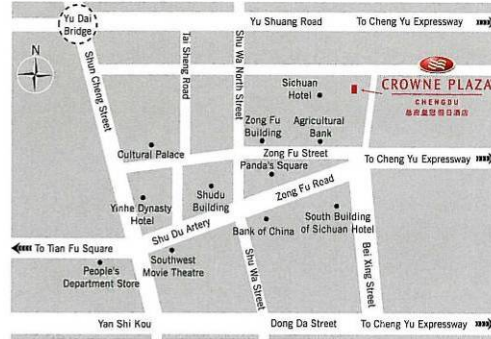 Yu Dai
Bridge
Yu Shuang Road
To Cheng Yu Expressway
N
Shun Cheng Street
Tai Sheng Road
Shu Wa North Street
Sichuan
Hotel
CROWNE PLAZA
CHENGDU
Zong Fu
Building
Agricultural
Bank
Cultural Palace
Zong Fu Street
To Cheng Yu Expressway
Panda's Square
Yinhe Dynasty
Hotel
Shudu
Building
Zong Fu Road
Shu Du Artery
Bank of China
South Building
of Sichuan Hotel
To Tian Fu Square
People's
Department Store
Southwest
Movie Theatre
Shu Wa Street
Bei Xing Street
Yan Shi Kou
Dong Da Street
To Cheng Yu Expressway